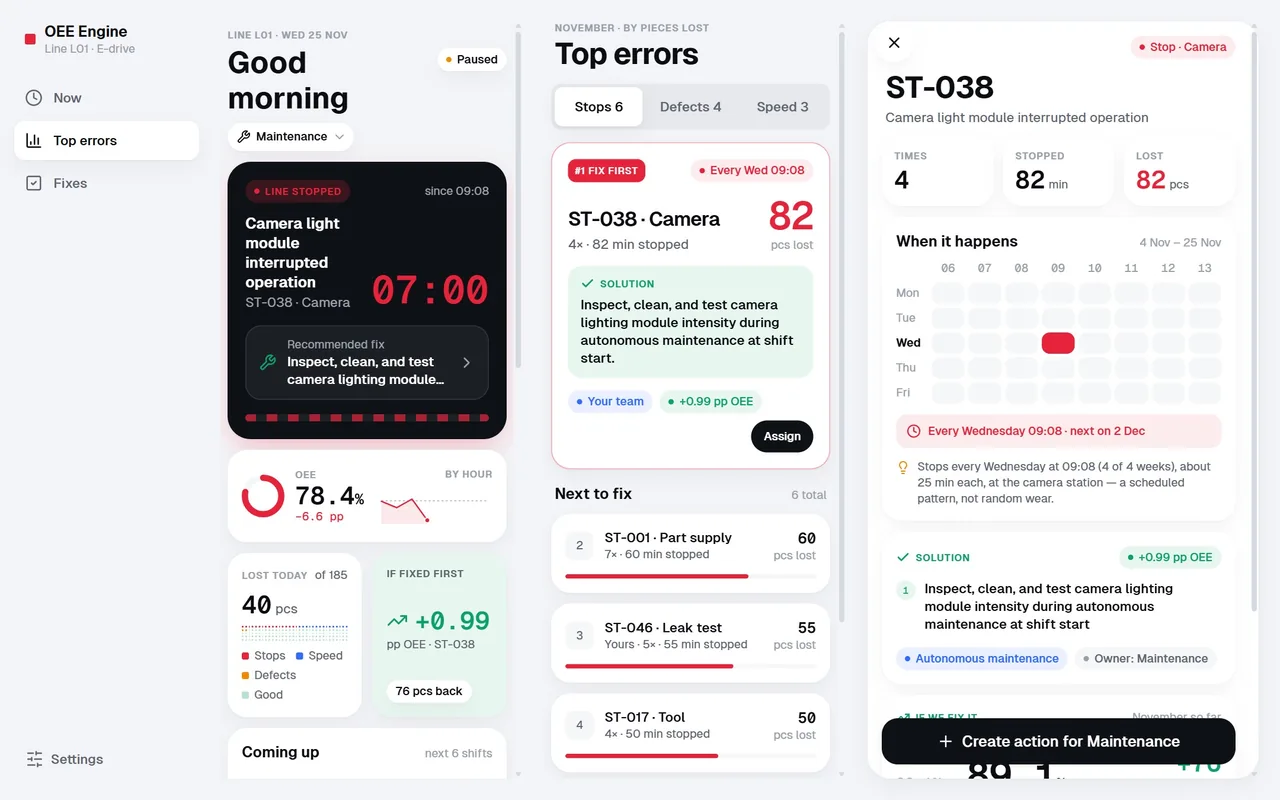 OEE Engine
Line L01 · E-drive
Now
Top errors
Fixes
Settings
LINE L01 · WED 25 NOV
Good
morning
Paused
Maintenance
LINE STOPPED
since 09:08
Camera light
module
interrupted
operation
ST-038 · Camera
07:00
Recommended fix
Inspect, clean, and test
camera lighting module…
OEE
78.4%
−6.6 pp
BY HOUR
LOST TODAY
of 185
40 pcs
Stops
Speed
Defects
Good
IF FIXED FIRST
+0.99
pp OEE · ST-038
76 pcs back
Coming up
next 6 shifts
NOVEMBER · BY PIECES LOST
Top errors
Stops 6
Defects 4
Speed 3
#1 FIX FIRST
Every Wed 09:08
ST-038 · Camera
82
4× · 82 min stopped
pcs lost
SOLUTION
Inspect, clean, and test camera
lighting module intensity during
autonomous maintenance at shift
start.
Your team
+0.99 pp OEE
Assign
Next to fix
6 total
2
ST-001 · Part supply
60
7× · 60 min stopped
pcs lost
3
ST-046 · Leak test
55
Yours · 5× · 55 min stopped
pcs lost
4
ST-017 · Tool
50
4× · 50 min stopped
pcs lost
Stop · Camera
ST-038
Camera light module interrupted operation
TIMES
4
STOPPED
82 min
LOST
82 pcs
When it happens
4 Nov – 25 Nov
06 07 08 09 10 11 12 13
Mon
Tue
Wed
Thu
Fri
Every Wednesday 09:08 · next on 2 Dec
Stops every Wednesday at 09:08 (4 of 4 weeks), about
25 min each, at the camera station — a scheduled
pattern, not random wear.
SOLUTION
+0.99 pp OEE
1
Inspect, clean, and test camera lighting
module intensity during autonomous
maintenance at shift start
Autonomous maintenance
Owner: Maintenance
IF WE FIX IT
November so far
Create action for Maintenance
89.1
+76